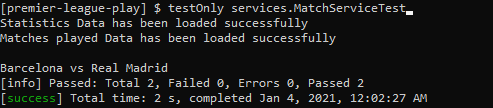 [premier-league-play] $ testOnly services.MatchServiceTest
Statistics Data has been loaded successfully
Matches played Data has been loaded successfully
Barcelona vs Real Madrid
[info] Passed: Total 2, Failed 0, Errors 0, Passed 2
[success] Total time: 2 s, completed Jan 4, 2021, 12:02:27 AM